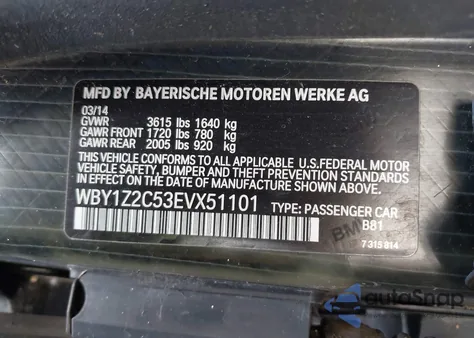 MFD BY BAYERISCHE MOTOREN WERKE AG
03/14
GVWR 3615 lbs 1640 kg
GAWR FRONT 1720 lbs 780 kg
GAWR REAR 2005 lbs 920 kg
THIS VEHICLE CONFORMS TO ALL APPLICABLE U.S.FEDERAL MOTOR
VEHICLE SAFETY, BUMPER AND THEFT PREVENTION STANDARDS
IN EFFECT ON THE DATE OF MANUFACTURE SHOWN ABOVE.
WBY1Z2C53EVX51101 TYPE: PASSENGER CAR
B81
BMW
7 315 814
autoSnap